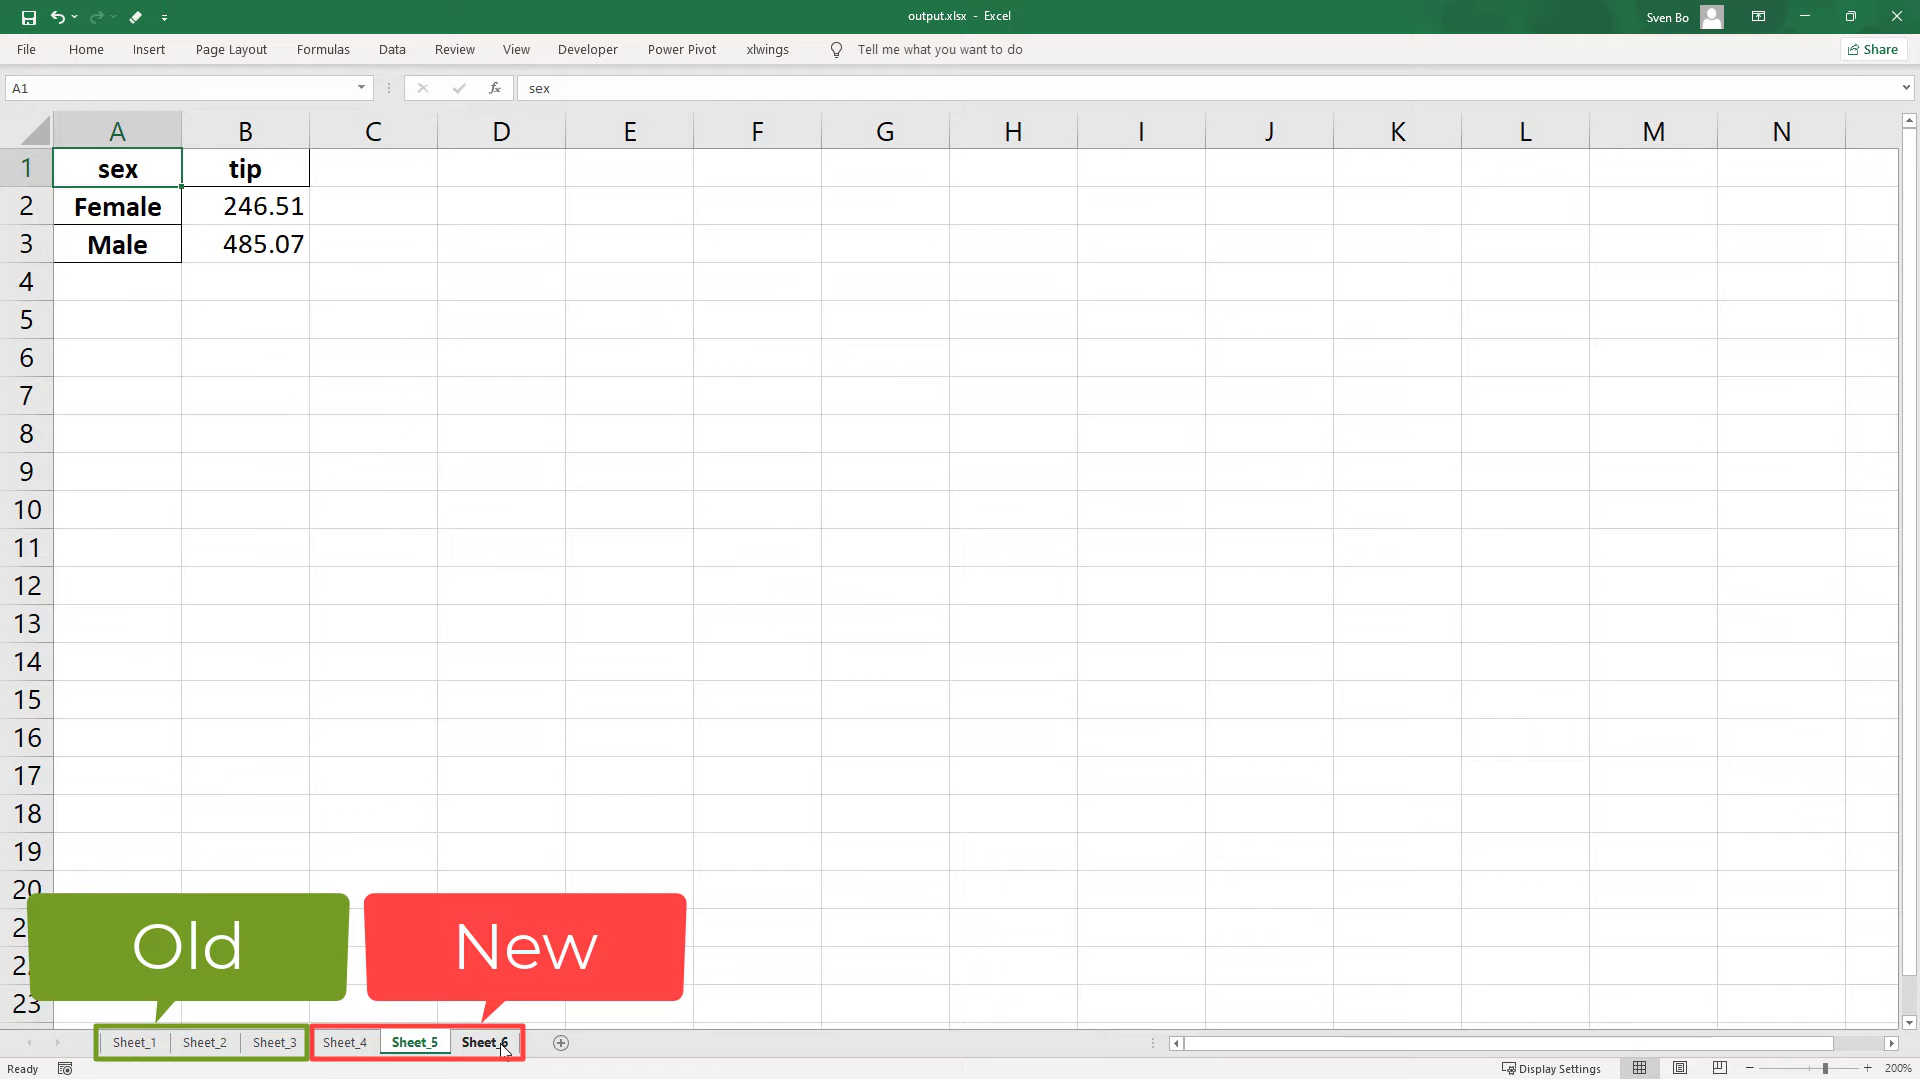 output.xlsx - Excel
Sven Bo
File Home Insert Page Layout Formulas Data Review View Developer Power Pivot xlwings Tell me what you want to do Share
A1 fx sex
A B C D E F G H I J K L M N
1 sex tip
2 Female 246.51
3 Male 485.07
4
5
6
7
8
9
10
11
12
13
14
15
16
17
18
19
20
Old New
23
Sheet_1 Sheet_2 Sheet_3 Sheet_4 Sheet_5 Sheet_6
Ready Display Settings 200%